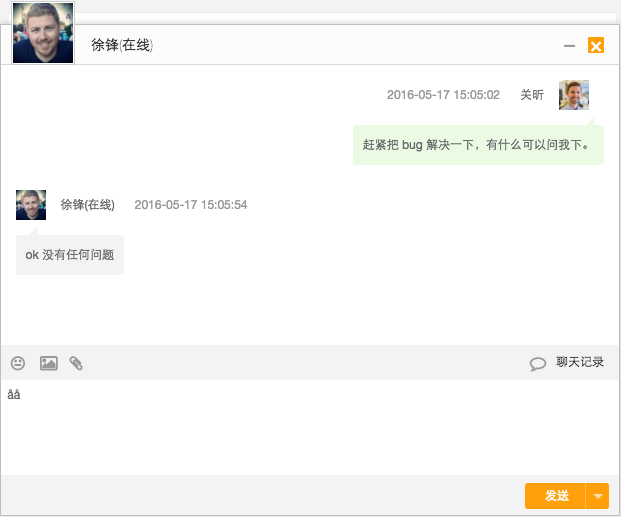 徐锋(在线)
2016-05-17 15:05:02 关昕
赶紧把 bug 解决一下，有什么可以问我下。
徐锋(在线) 2016-05-17 15:05:54
ok 没有任何问题
聊天记录
åå
发送